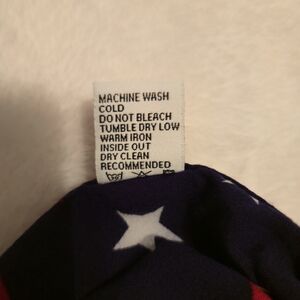 MACHINE WASH
COLD
DO NOT BLEACH
TUMBLE DRY LOW
WARM IRON
INSIDE OUT
DRY CLEAN
RECOMMENDED